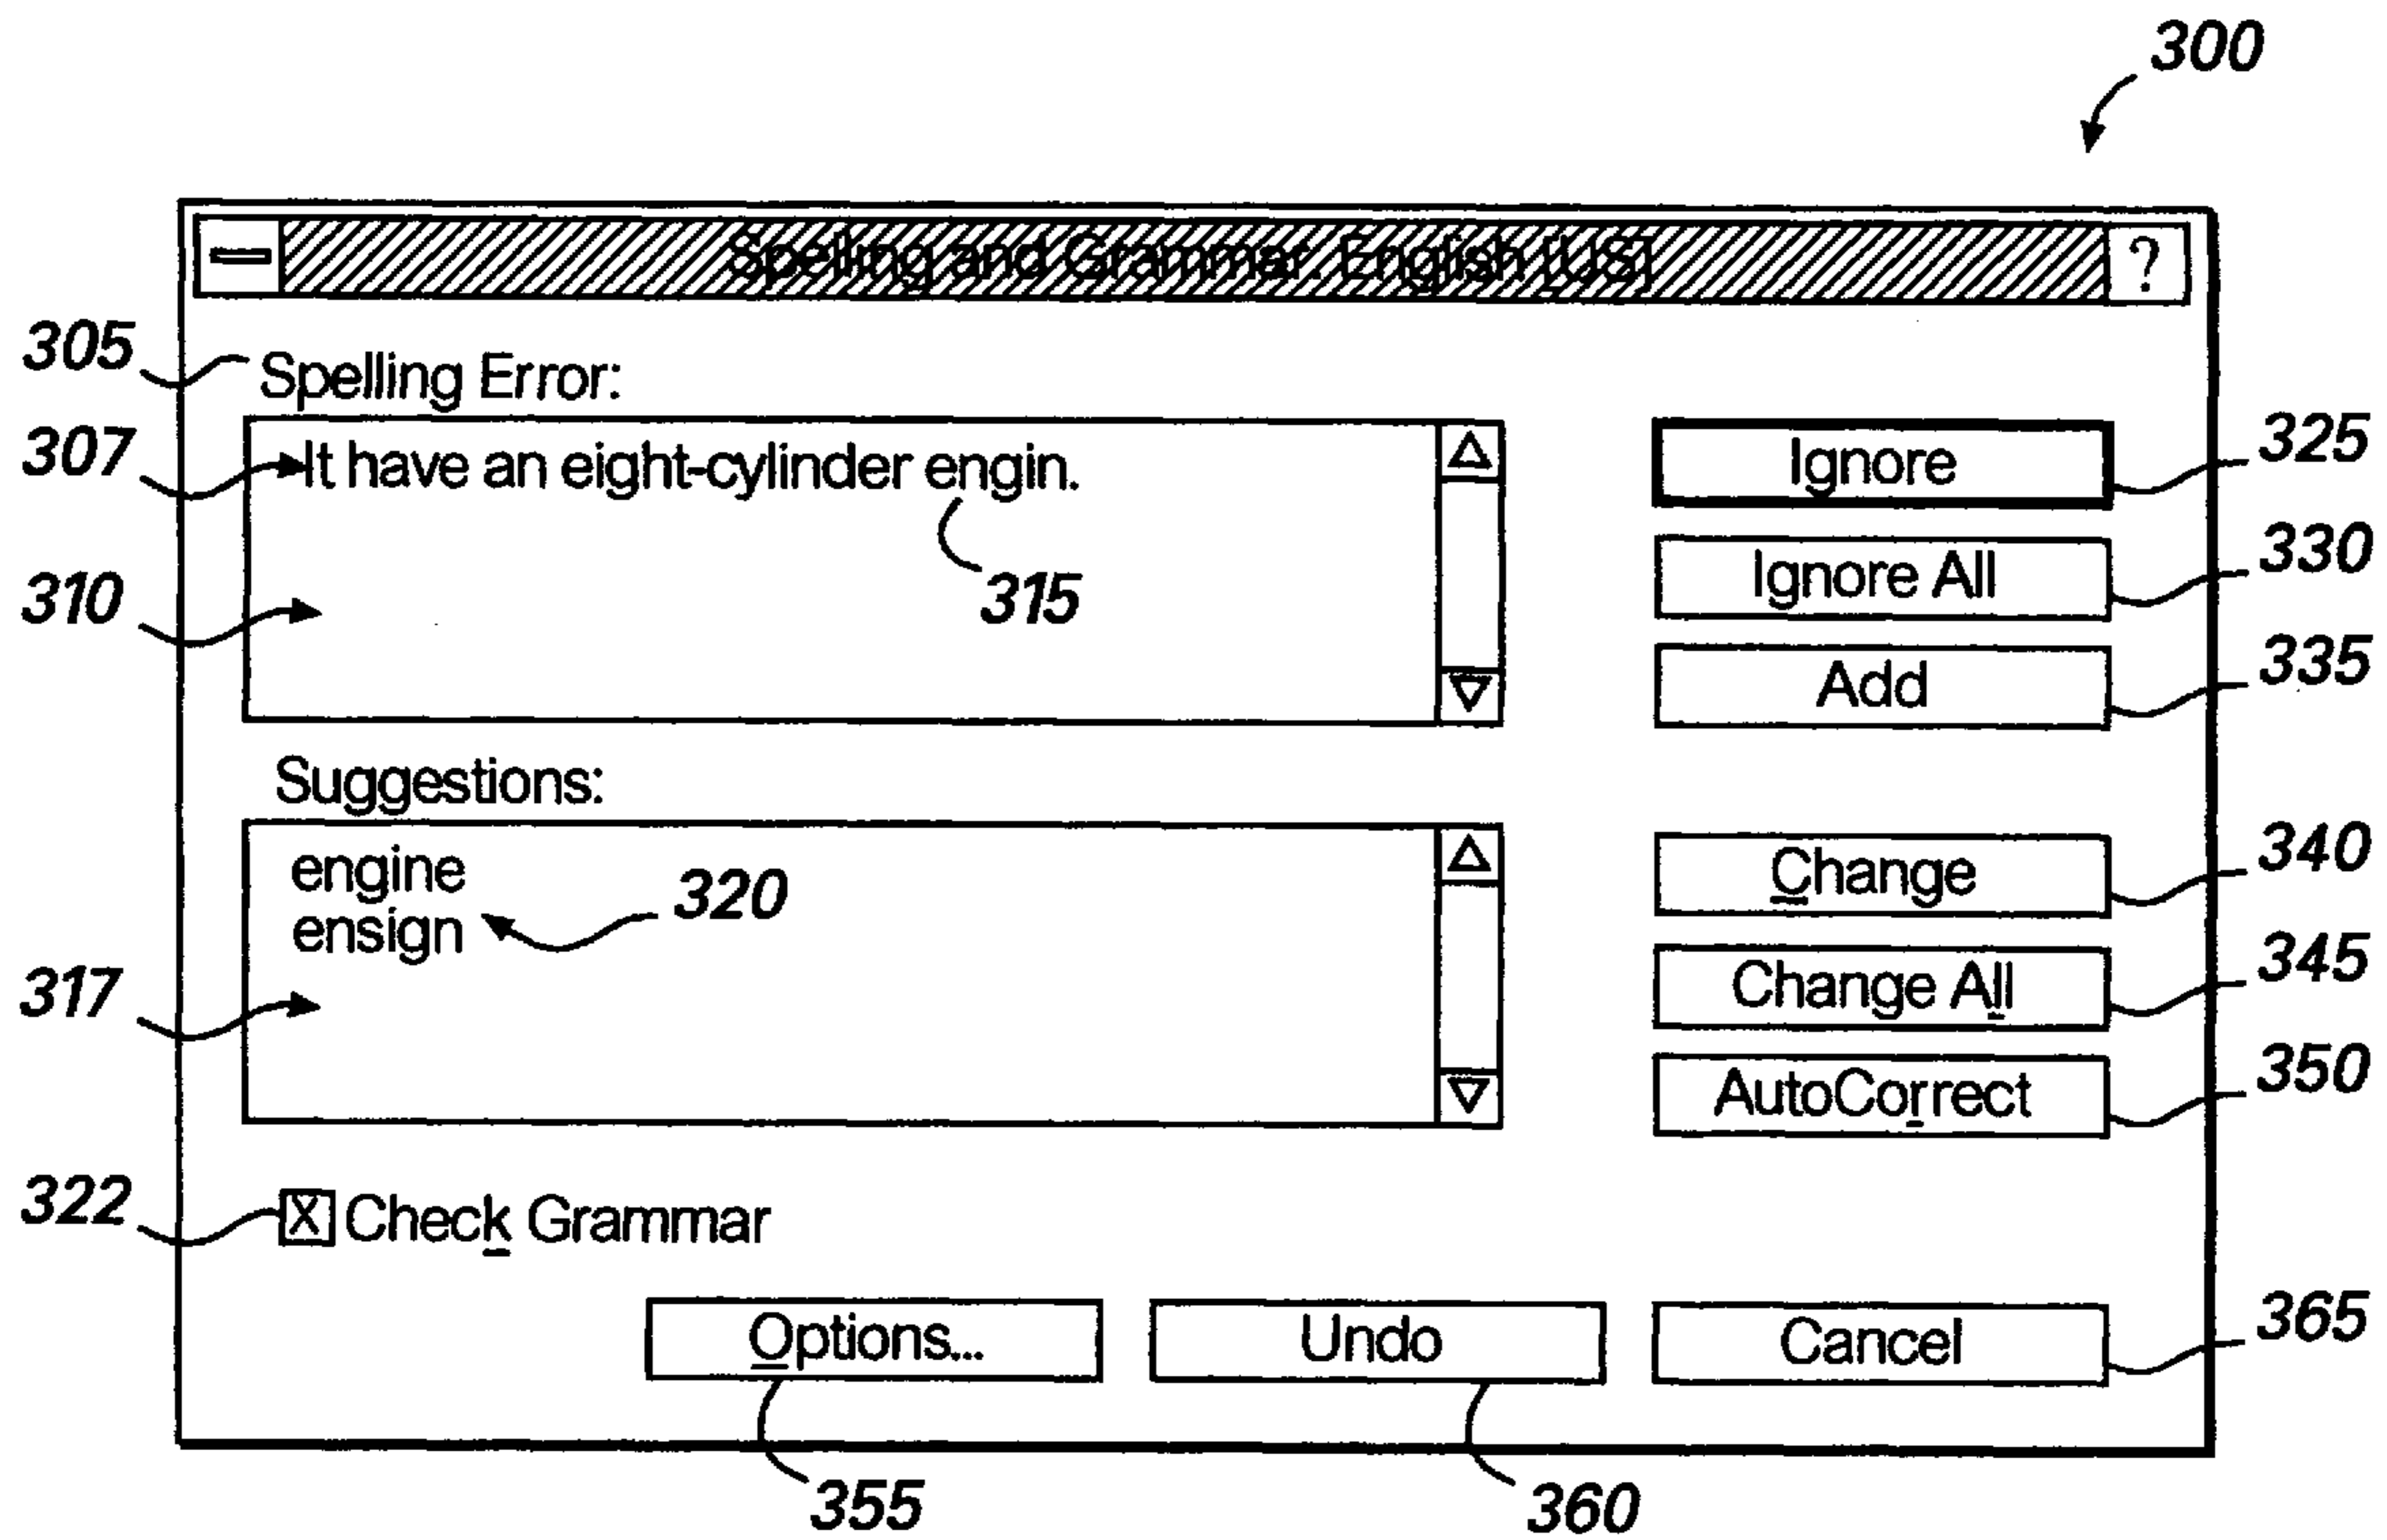 300
Spelling and Grammar: English [US]
?
305
Spelling Error:
307
It have an eight-cylinder engin.
Ignore
325
310
315
Ignore All
330
Add
335
Suggestions:
engine
ensign
320
317
Change
340
Change All
345
AutoCorrect
350
322
X Check Grammar
Options...
Undo
Cancel
365
355
360